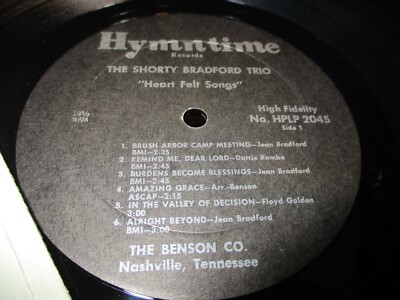 Hymntime
Records
THE SHORTY BRADFORD TRIO
"Heart Felt Songs"
33⅓
RPM
High Fidelity
No. HPLP 2045
Side 1
1. BRUSH ARBOR CAMP MEETING—Jean Bradford
BMI—2:25
2. REMIND ME, DEAR LORD—Dottie Rambo
BMI—2:45
3. BURDENS BECOME BLESSINGS—Jean Bradford
BMI—2:45
4. AMAZING GRACE—Arr.-Benson
ASCAP—2:15
5. IN THE VALLEY OF DECISION—Floyd Golden
3:00
6. ALRIGHT BEYOND—Jean Bradford
BMI—3:00
THE BENSON CO.
Nashville, Tennessee